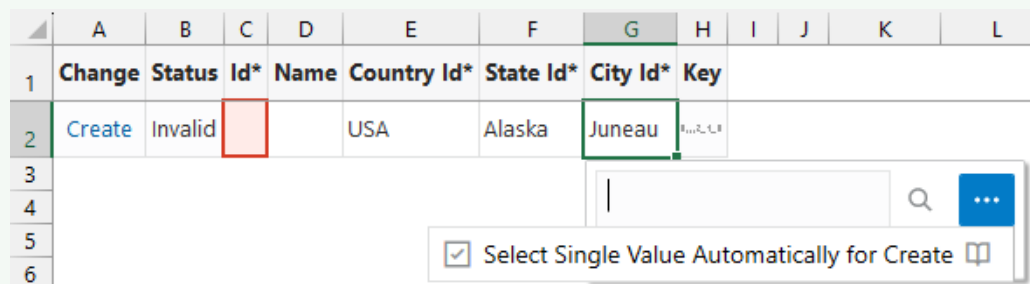 A B C D E F G H I J K L
1 Change Status Id* Name Country Id* State Id* City Id* Key
2 Create Invalid USA Alaska Juneau
3
4
5 Select Single Value Automatically for Create
6